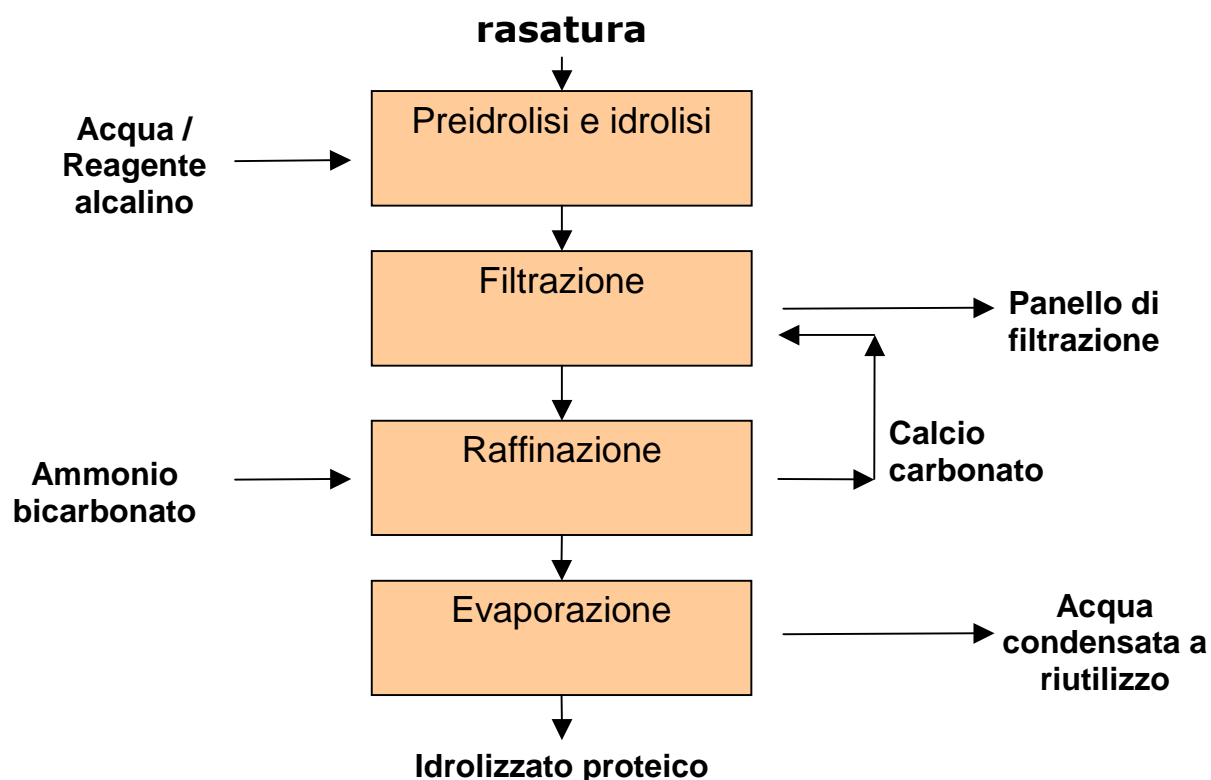 rasatura
Preidrolisi e idrolisi
Acqua /
Reagente
alcalino
Filtrazione
Panello di
filtrazione
Raffinazione
Calcio
carbonato
Ammonio
bicarbonato
Evaporazione
Acqua
condensata a
riutilizzo
Idrolizzato proteico